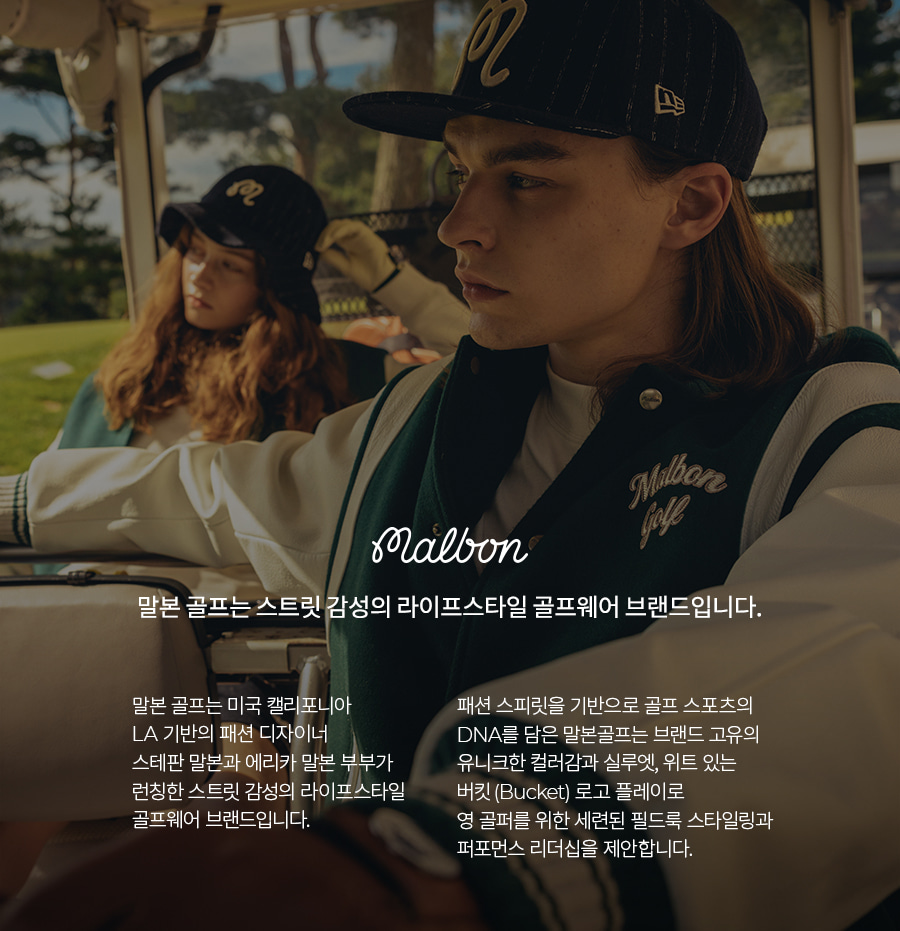 Malbon
Golf
Malbon
말본 골프는 스트릿 감성의 라이프스타일 골프웨어 브랜드입니다.
말본 골프는 미국 캘리포니아
LA 기반의 패션 디자이너
스테판 말본과 에리카 말본 부부가
런칭한 스트릿 감성의 라이프스타일
골프웨어 브랜드입니다.
패션 스피릿을 기반으로 골프 스포츠의
DNA를 담은 말본골프는 브랜드 고유의
유니크한 컬러감과 실루엣, 위트 있는
버킷 (Bucket) 로고 플레이로
영 골퍼를 위한 세련된 필드룩 스타일링과
퍼포먼스 리더십을 제안합니다.